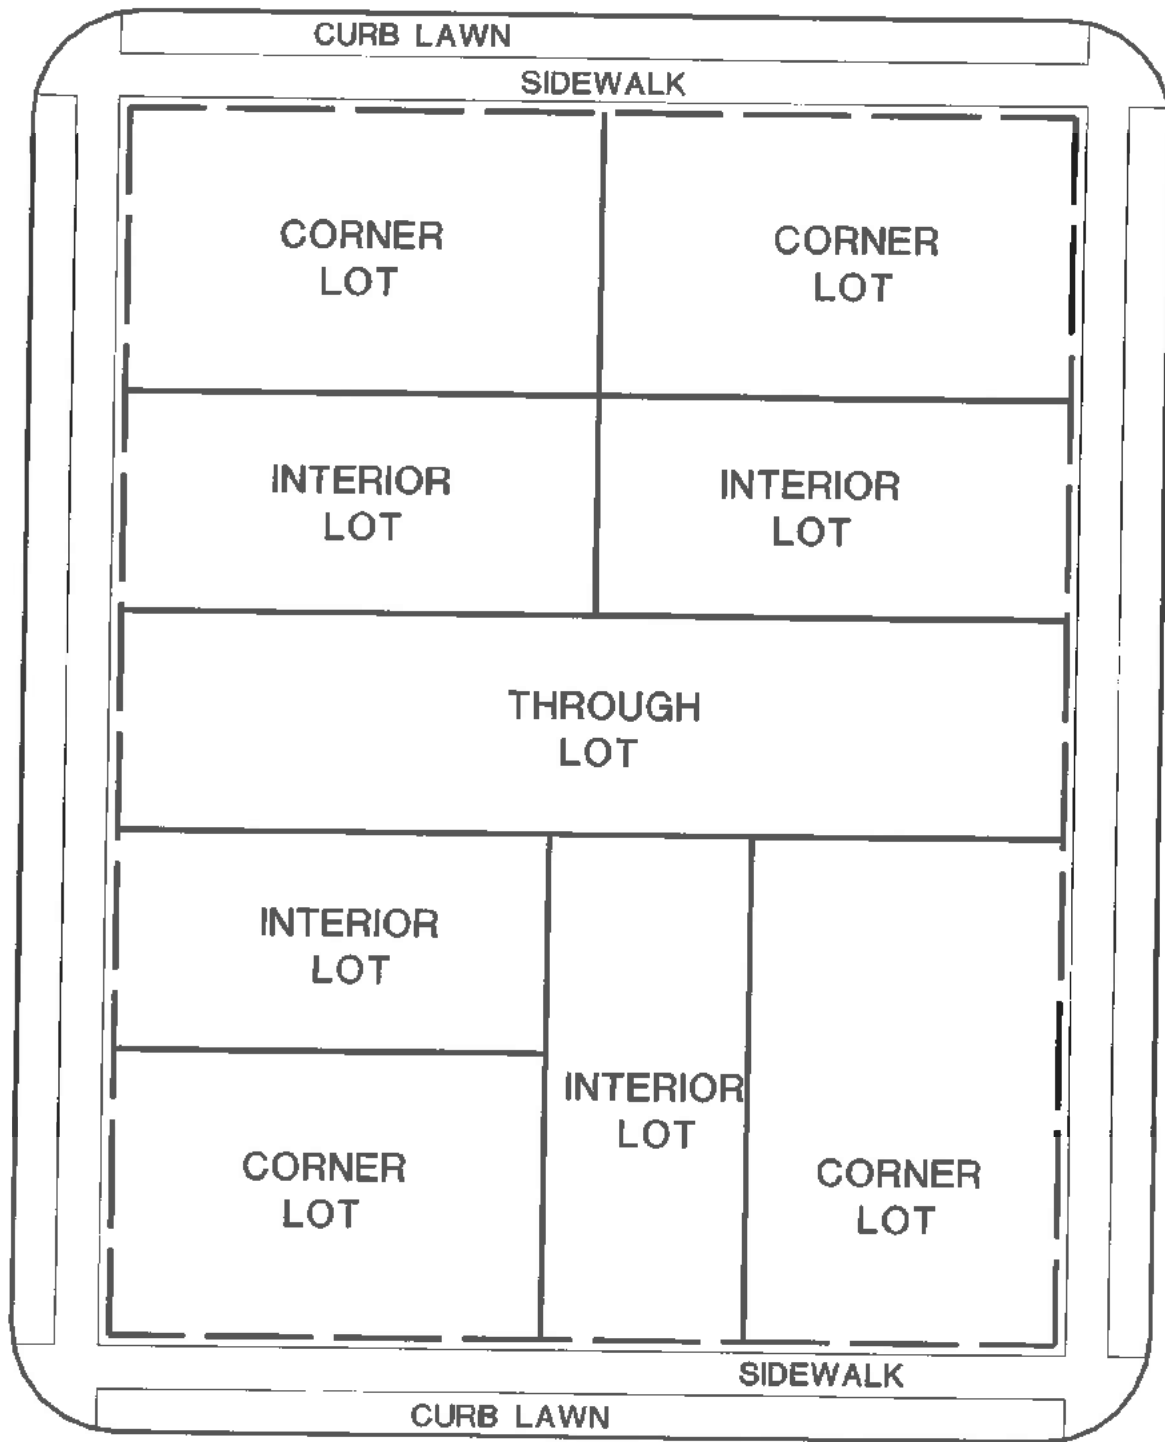 CURB LAWN
SIDEWALK
CORNER
LOT
CORNER
LOT
INTERIOR
LOT
INTERIOR
LOT
THROUGH
LOT
INTERIOR
LOT
INTERIOR
LOT
CORNER
LOT
CORNER
LOT
SIDEWALK
CURB LAWN